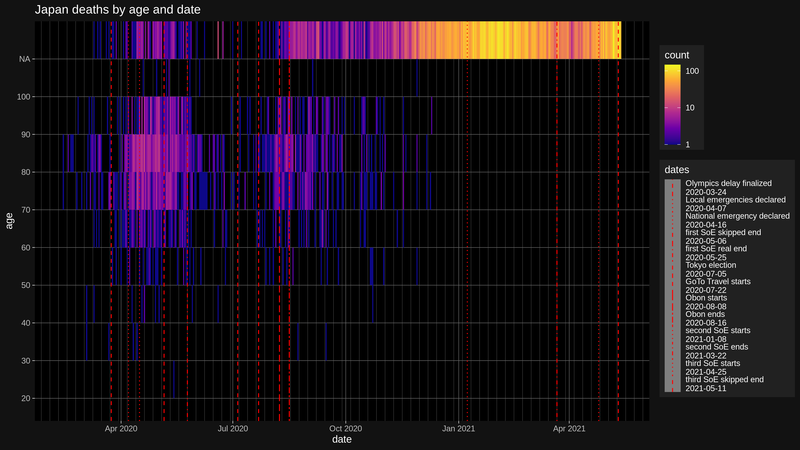 Japan deaths by age and date
NA
100
90
80
70
60
50
40
30
20
age
Apr 2020
Jul 2020
Oct 2020
Jan 2021
Apr 2021
date
count
100
10
1
dates
Olympics delay finalized
2020-03-24
Local emergencies declared
2020-04-07
National emergency declared
2020-04-16
first SoE skipped end
2020-05-06
first SoE real end
2020-05-25
Tokyo election
2020-07-05
GoTo Travel starts
2020-07-22
Obon starts
2020-08-08
Obon ends
2020-08-16
second SoE starts
2021-01-08
second SoE ends
2021-03-22
third SoE starts
2021-04-25
third SoE skipped end
2021-05-11